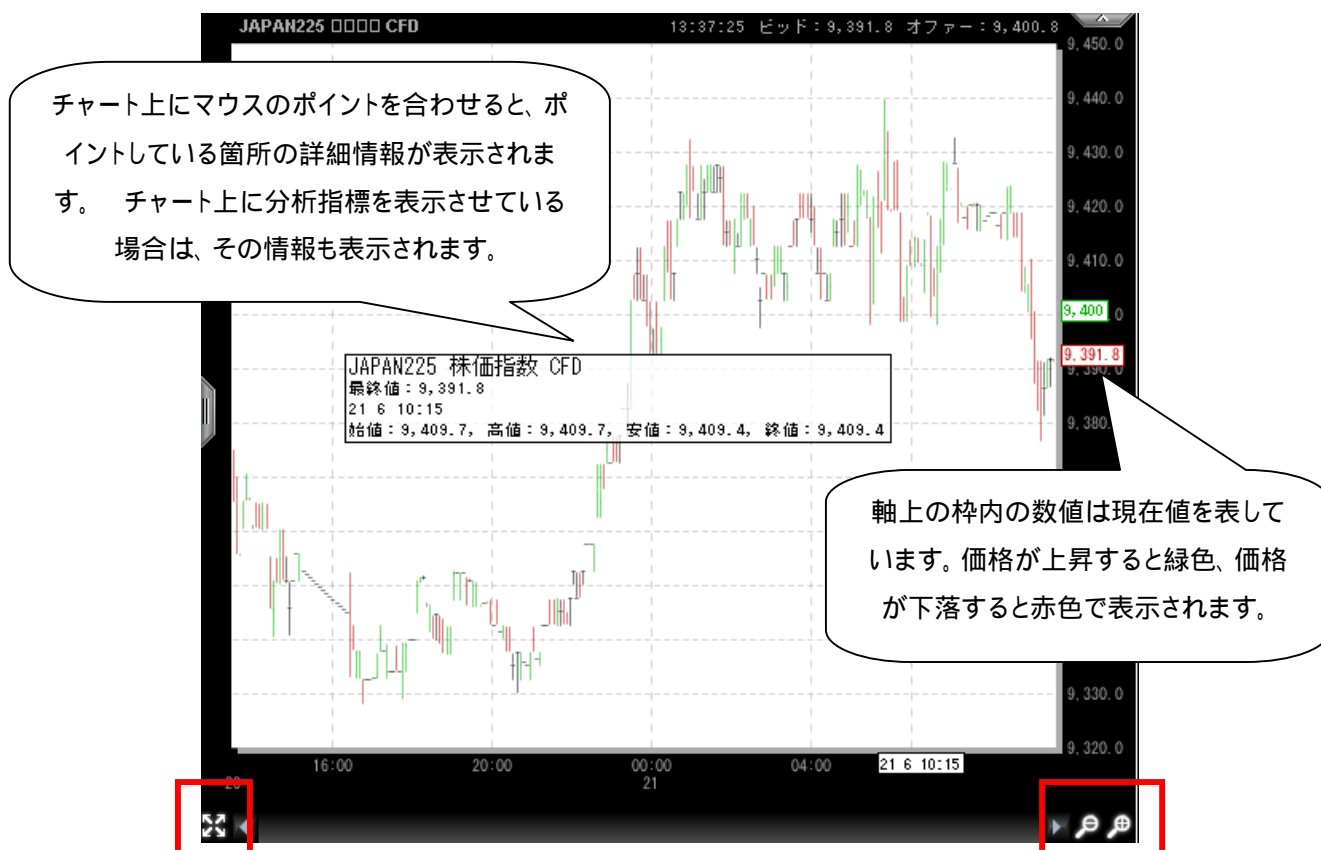 JAPAN225 □□□□ CFD
13:37:25 ビッド：9,391.8 オファー：9,400.8
9,450.0
チャート上にマウスのポイントを合わせると、ポ
イントしている箇所の詳細情報が表示されま
す。　チャート上に分析指標を表示させている
場合は、その情報も表示されます。
9,440.0
9,430.0
9,420.0
9,410.0
9,400
.0
9,391.8
9,390.0
9,380.
JAPAN225 株価指数 CFD
最終値：9,391.8
21 6 10:15
始値：9,409.7, 高値：9,409.7, 安値：9,409.4, 終値：9,409.4
軸上の枠内の数値は現在値を表して
います。価格が上昇すると緑色、価格
が下落すると赤色で表示されます。
9,330.0
9,320.0
16:00
20:00
00:00
04:00
21 6 10:15
20
21